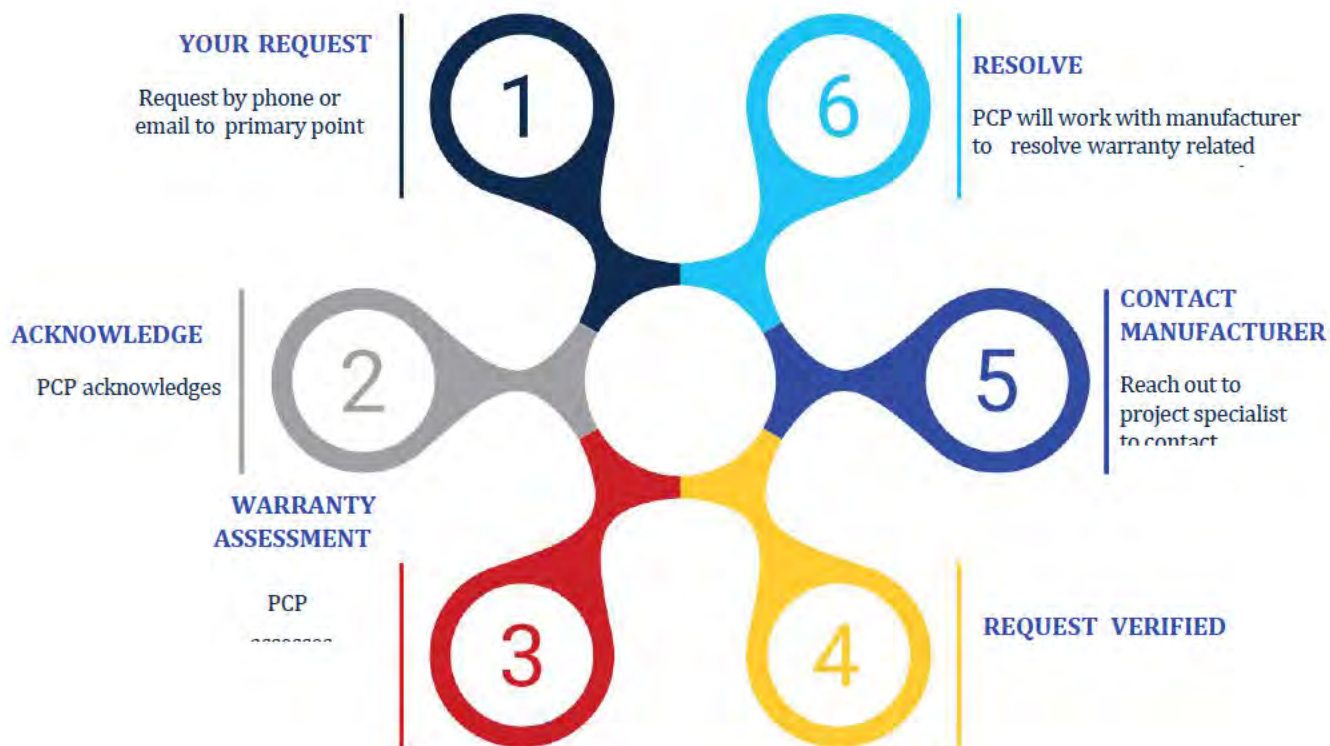 YOUR REQUEST
Request by phone or
email to primary point
1
ACKNOWLEDGE
PCP acknowledges
2
WARRANTY
ASSESSMENT
PCP
3
REQUEST VERIFIED
4
CONTACT
MANUFACTURER
Reach out to
project specialist
to contact
5
RESOLVE
PCP will work with manufacturer
to resolve warranty related
6